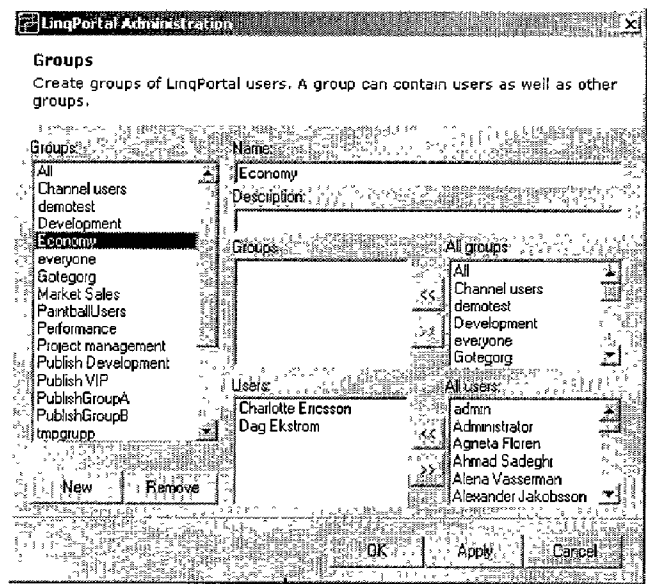 LinqPortal Administration
Groups
Create groups of LinqPortal users. A group can contain users as well as other
groups.
Groups:
All
Channel users
demotest
Development
Economy
everyone
Gotegorg
Market Sales
PaintballUsers
Performance
Project management
Publish Development
Publish VIP
PublishGroupA
PublishGroupB
tmpgrupp
New
Remove
Name:
Economy
Description:
Groups:
<<
>>
All groups
All
Channel users
demotest
Development
everyone
Gotegorg
Users:
Charlotte Ericsson
Dag Ekstrom
<<
>>
All users:
admin
Administrator
Agneta Floren
Ahmad Sadeghi
Alena Vasserman
Alexander Jakobsson
OK
Apply
Cancel